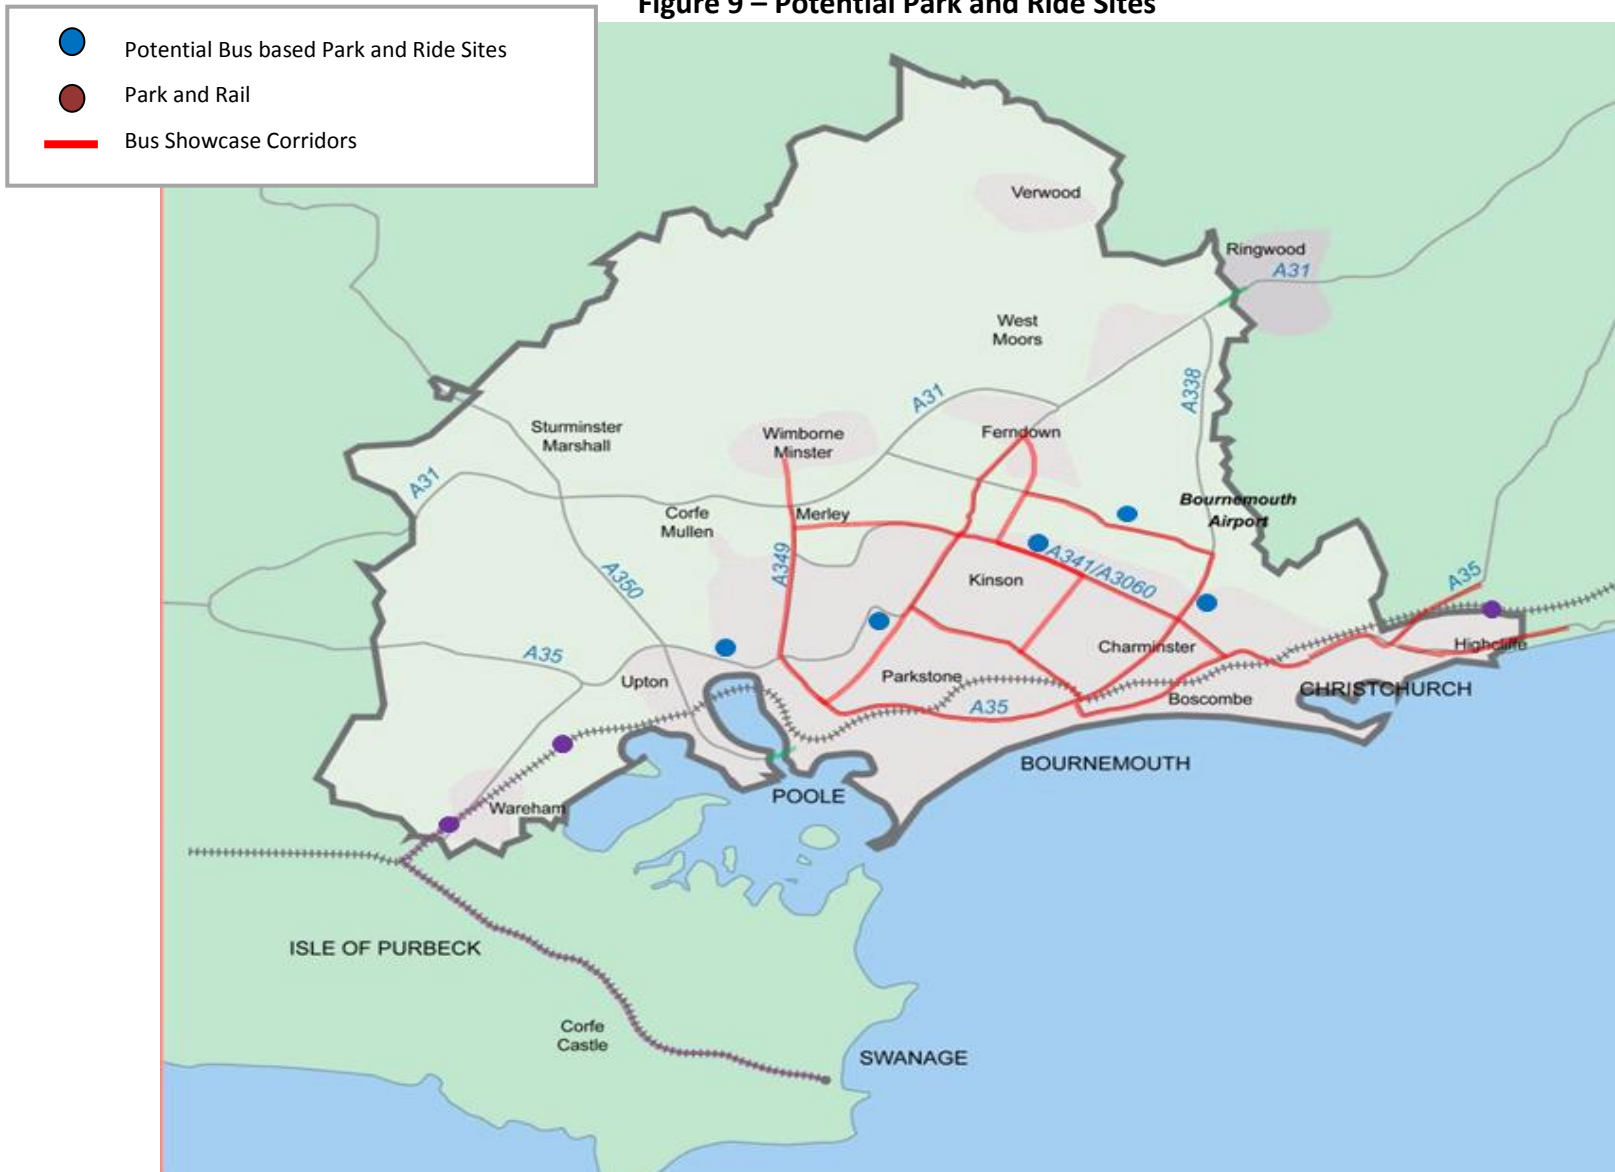 Figure 9 – Potential Park and Ride Sites
Potential Bus based Park and Ride Sites
Park and Rail
Bus Showcase Corridors
Verwood
Ringwood
A31
West
Moors
A338
A31
Sturminster
Marshall
Wimborne
Minster
Ferndown
A31
Bournemouth
Airport
Corfe
Mullen
Merley
A349
A350
Kinson
A341/A3060
A35
A35
Upton
Parkstone
Charminster
Highcliffe
A35
Boscombe
CHRISTCHURCH
BOURNEMOUTH
POOLE
Wareham
ISLE OF PURBECK
Corfe
Castle
SWANAGE